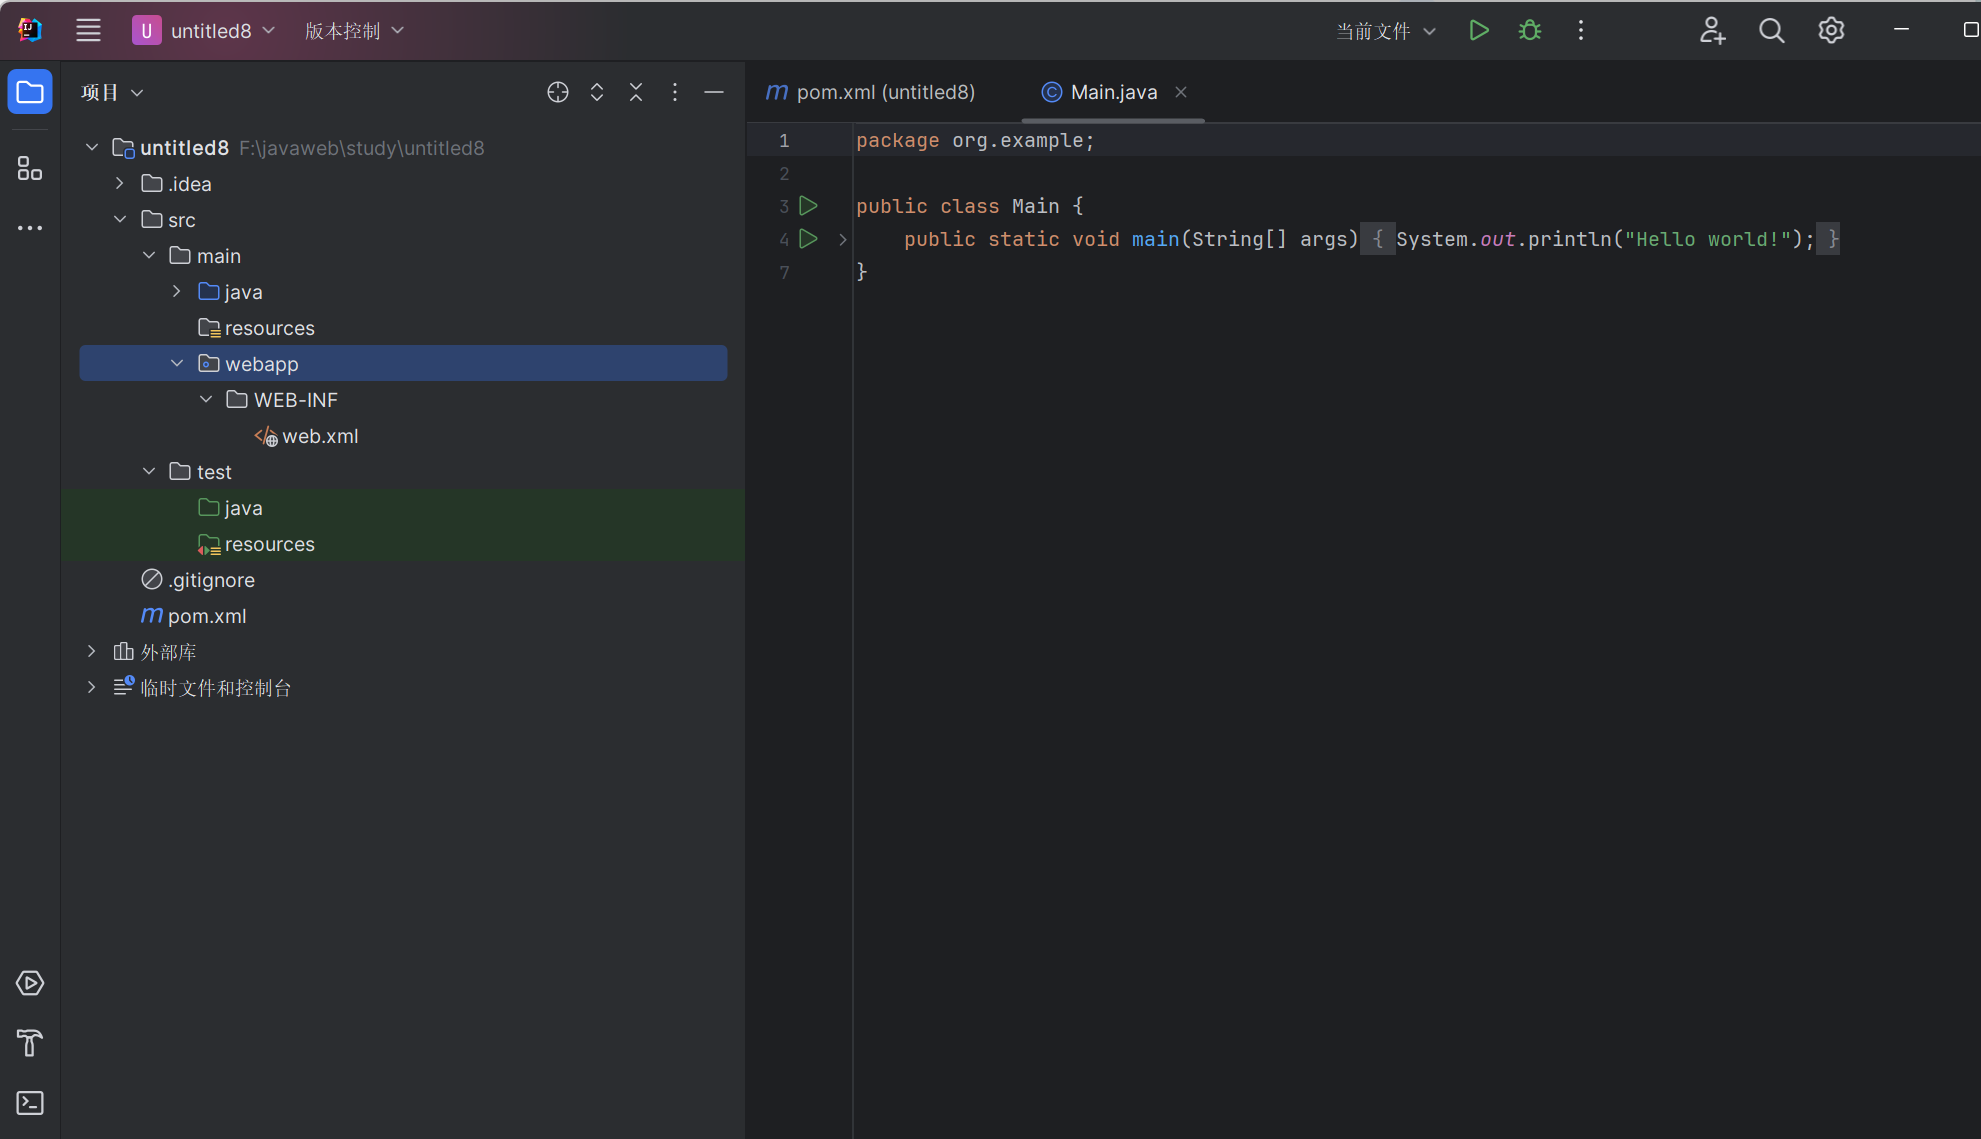 U untitled8 版本控制 当前文件
项目
untitled8 F:\javaweb\study\untitled8
.idea
src
main
java
resources
webapp
WEB-INF
web.xml
test
java
resources
.gitignore
m pom.xml
外部库
临时文件和控制台
m pom.xml (untitled8) © Main.java
1 package org.example;
2
3 public class Main {
4 public static void main(String[] args) { System.out.println("Hello world!"); }
7 }